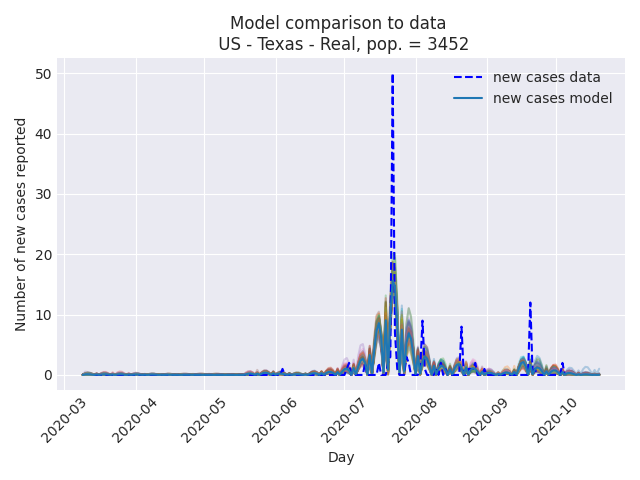 Model comparison to data
US - Texas - Real, pop. = 3452
new cases data
new cases model
Number of new cases reported
50
40
30
20
10
0
2020-03
2020-04
2020-05
2020-06
2020-07
2020-08
2020-09
2020-10
Day